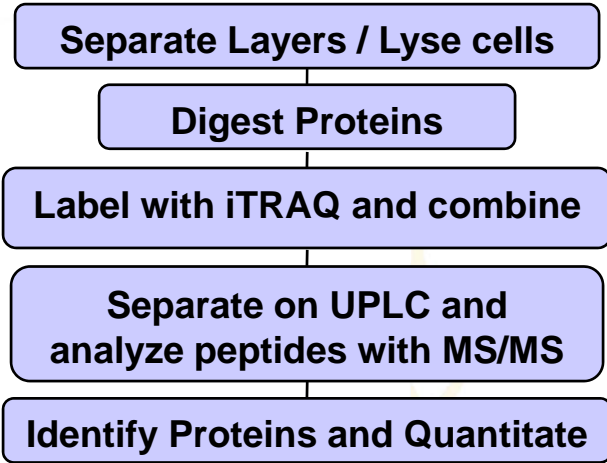 Separate Layers / Lyse cells
Digest Proteins
Label with iTRAQ and combine
Separate on UPLC and
analyze peptides with MS/MS
Identify Proteins and Quantitate